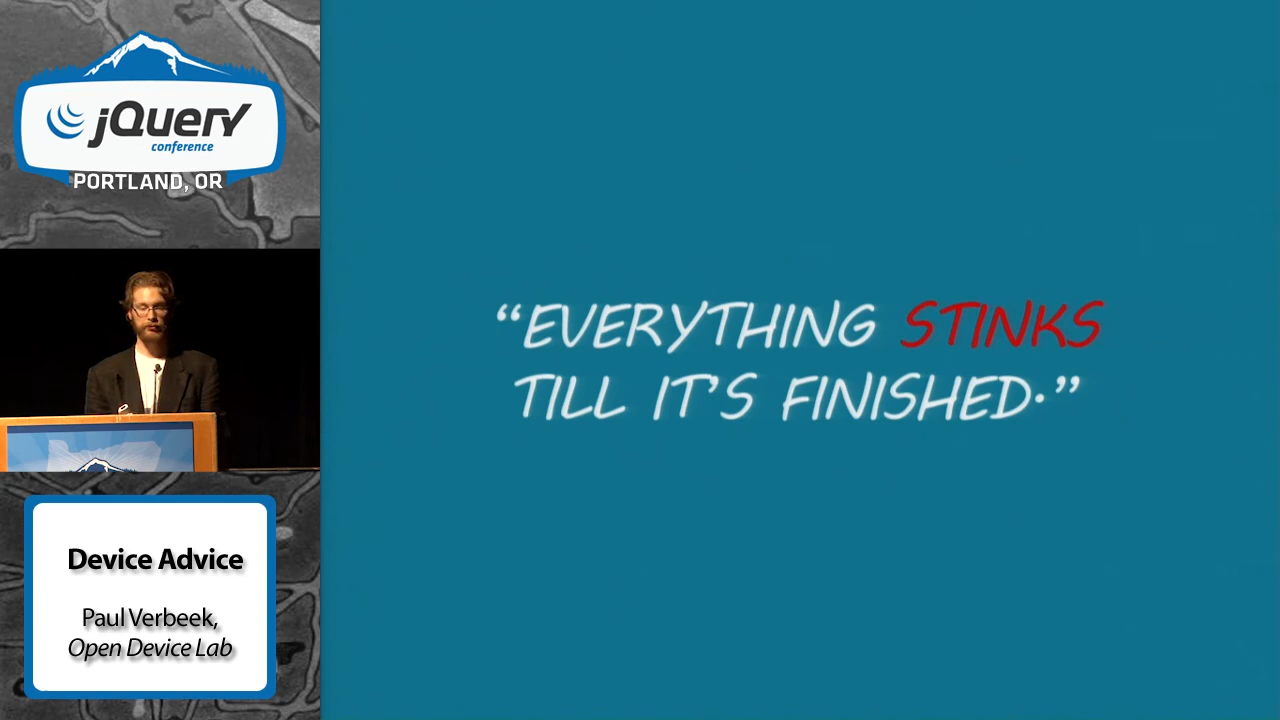 jQuery
conference
PORTLAND, OR
Device Advice
Paul Verbeek,
Open Device Lab
“EVERYTHING STINKS
TILL IT’S FINISHED.”